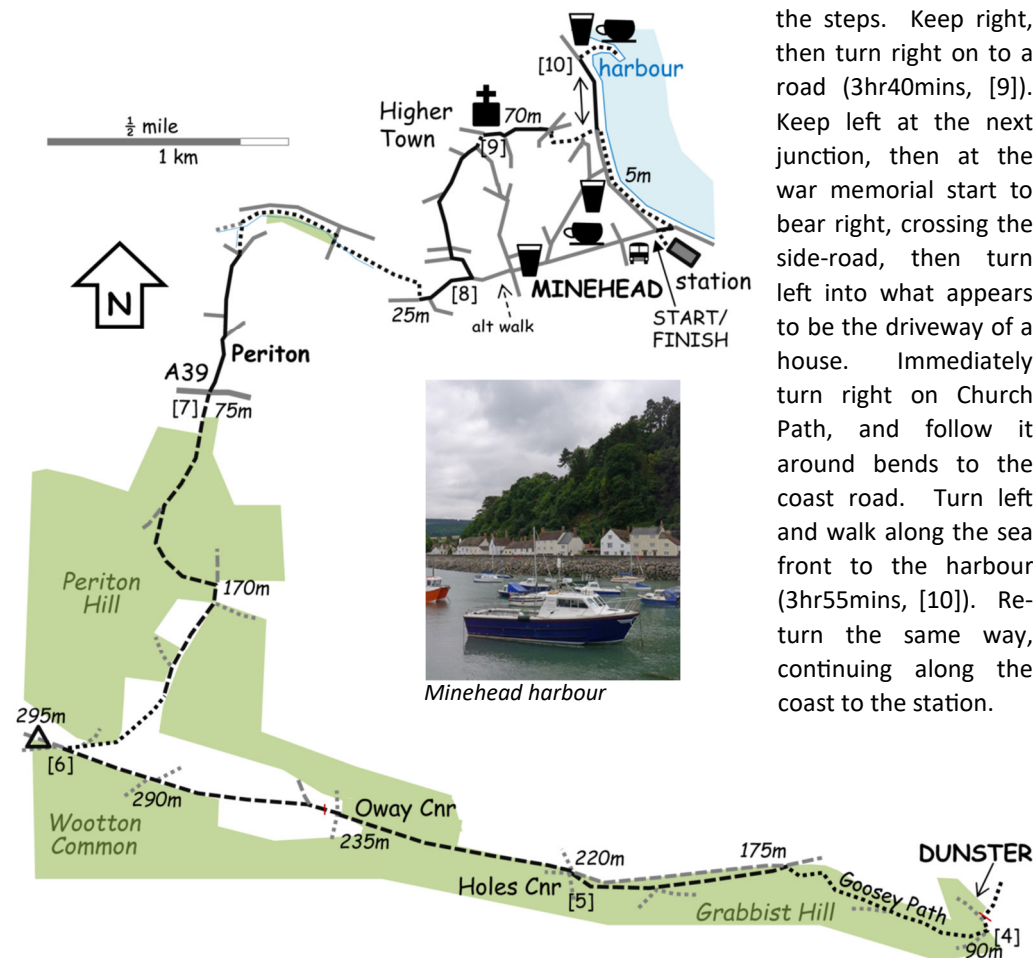 the steps. Keep right,
then turn right on to a
road (3hr40mins, [9]).
Keep left at the next
junction, then at the
war memorial start to
bear right, crossing the
side-road, then turn
left into what appears
to be the driveway of a
house. Immediately
turn right on Church
Path, and follow it
around bends to the
coast road. Turn left
and walk along the sea
front to the harbour
(3hr55mins, [10]). Re-
turn the same way,
continuing along the
coast to the station.
[10]
harbour
Higher
Town
70m
[9]
½ mile
1 km
5m
N
[8]
MINEHEAD
station
25m
alt walk
START/
FINISH
Periton
A39
[7]
75m
Periton
Hill
170m
Minehead harbour
295m
[6]
290m
Wootton
Common
Oway Cnr
235m
220m
Holes Cnr
[5]
175m
Goosey Path
Grabbist Hill
DUNSTER
[4]
90m